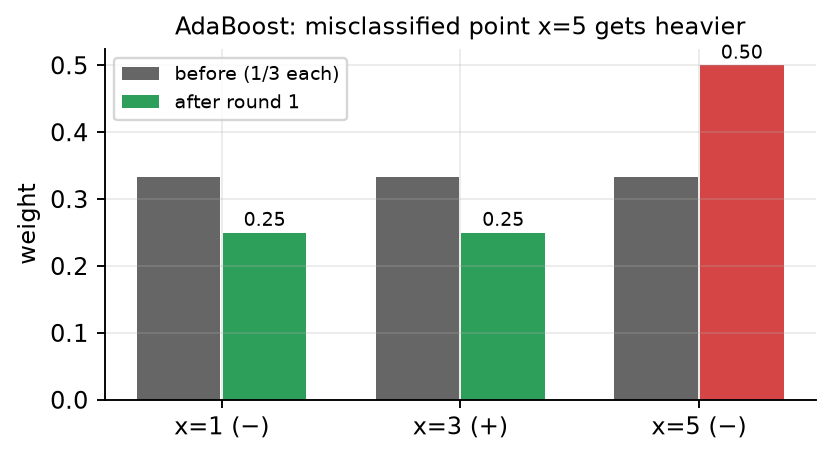 AdaBoost: misclassified point x=5 gets heavier
before (1/3 each)
after round 1
weight
0.5
0.4
0.3
0.2
0.1
0.0
0.25
0.25
0.50
x=1 (−)
x=3 (+)
x=5 (−)